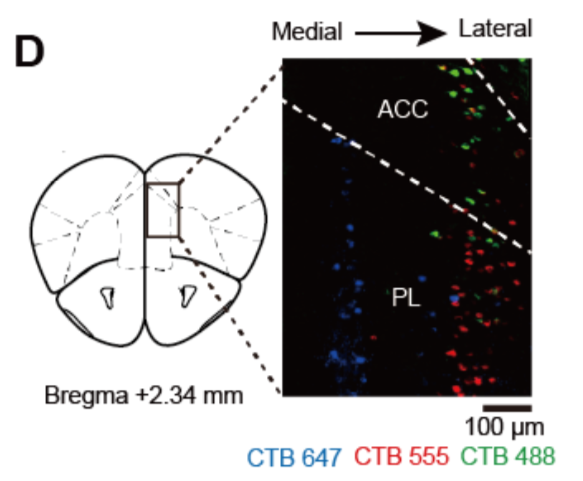 D
Medial Lateral
ACC
PL
Bregma +2.34 mm
100 µm
CTB 647 CTB 555 CTB 488